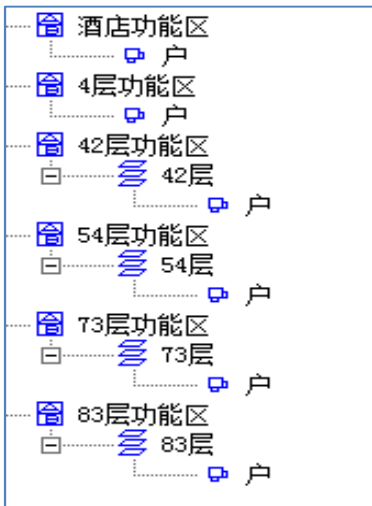 酒店功能区
户
4层功能区
户
42层功能区
42层
户
54层功能区
54层
户
73层功能区
73层
户
83层功能区
83层
户